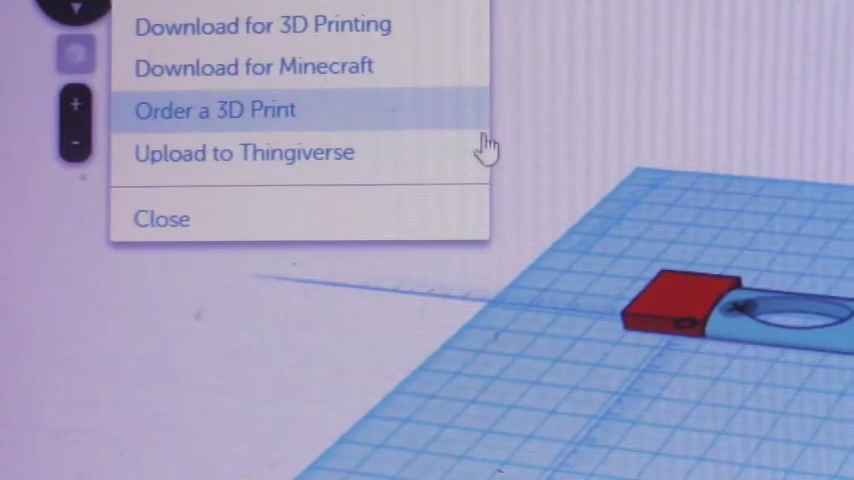 Download for 3D Printing
Download for Minecraft
Order a 3D Print
Upload to Thingiverse
Close